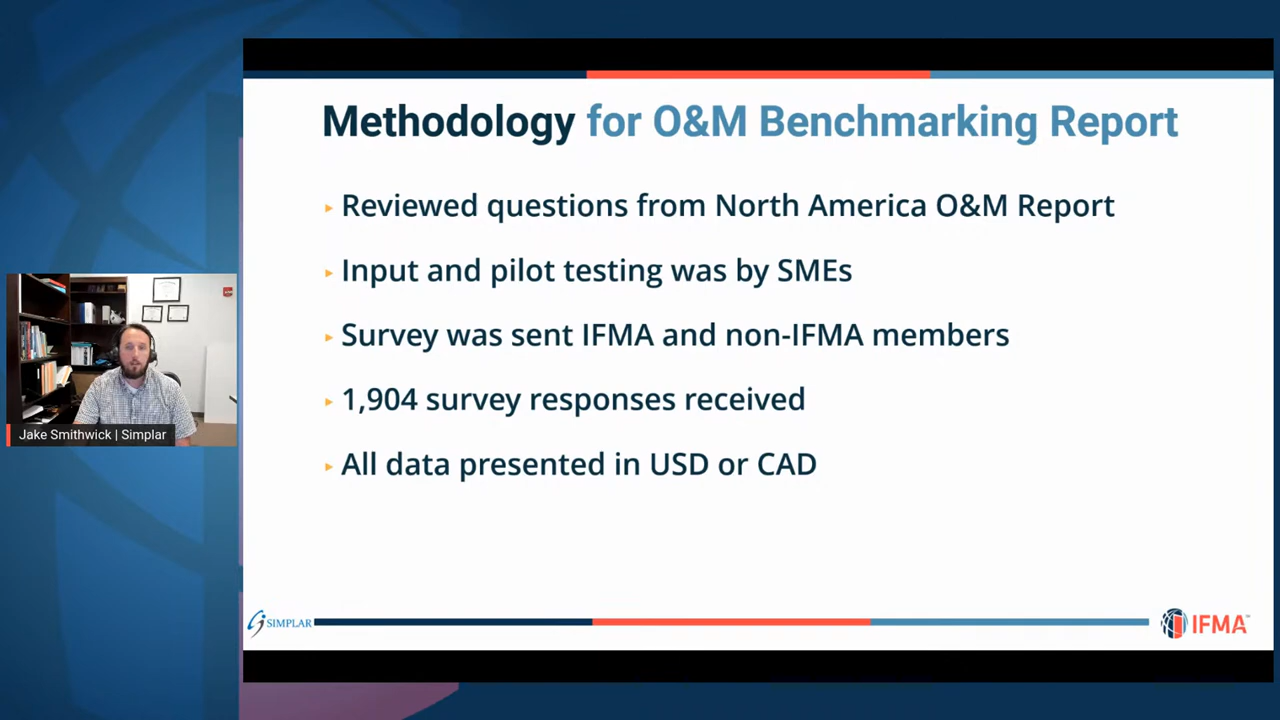 Methodology for O&M Benchmarking Report
Reviewed questions from North America O&M Report
Input and pilot testing was by SMEs
Survey was sent IFMA and non-IFMA members
1,904 survey responses received
All data presented in USD or CAD
Jake Smithwick | Simplar
SIMPLAR
IFMA™